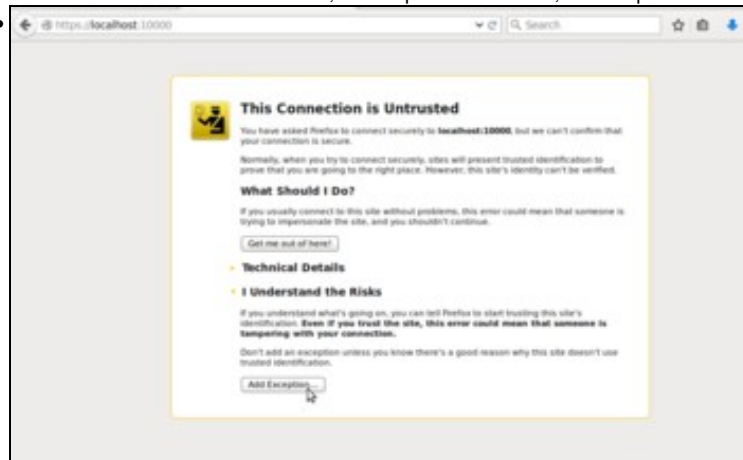 https://localhost:10000
Search
This Connection is Untrusted
You have asked Firefox to connect securely to localhost:10000, but we can't confirm that
your connection is secure.
Normally, when you try to connect securely, sites will present trusted identification to
prove that you are going to the right place. However, this site's identity can't be verified.
What Should I Do?
If you usually connect to this site without problems, this error could mean that someone is
trying to impersonate the site, and you shouldn't continue.
Get me out of here!
Technical Details
I Understand the Risks
If you understand what's going on, you can tell Firefox to start trusting this site's
identification. Even if you trust the site, this error could mean that someone is
tampering with your connection.
Don't add an exception unless you know there's a good reason why this site doesn't use
trusted identification.
Add Exception...